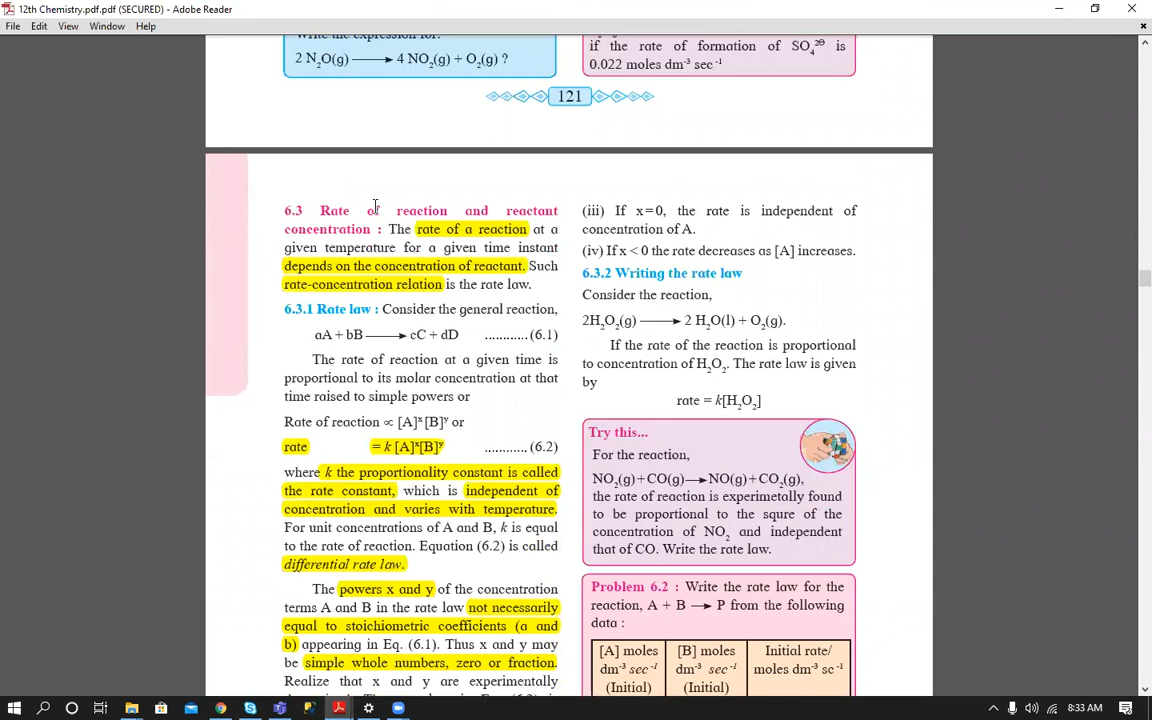 12th Chemistry.pdf.pdf (SECURED) - Adobe Reader
File Edit View Window Help
2 N₂O(g) ⟶ 4 NO₂(g) + O₂(g) ?
if the rate of formation of SO₄²⊖ is
0.022 moles dm⁻³ sec⁻¹
121
6.3 Rate of reaction and reactant
concentration : The rate of a reaction at a
given temperature for a given time instant
depends on the concentration of reactant. Such
rate-concentration relation is the rate law.
6.3.1 Rate law : Consider the general reaction,
aA + bB ⟶ cC + dD ............(6.1)
The rate of reaction at a given time is
proportional to its molar concentration at that
time raised to simple powers or
Rate of reaction ∝ [A]ˣ [B]ʸ or
rate = k [A]ˣ[B]ʸ ............(6.2)
where k the proportionality constant is called
the rate constant, which is independent of
concentration and varies with temperature.
For unit concentrations of A and B, k is equal
to the rate of reaction. Equation (6.2) is called
differential rate law.
The powers x and y of the concentration
terms A and B in the rate law not necessarily
equal to stoichiometric coefficients (a and
b) appearing in Eq. (6.1). Thus x and y may
be simple whole numbers, zero or fraction.
Realize that x and y are experimentally
(iii) If x=0, the rate is independent of
concentration of A.
(iv) If x < 0 the rate decreases as [A] increases.
6.3.2 Writing the rate law
Consider the reaction,
2H₂O₂(g) ⟶ 2 H₂O(l) + O₂(g).
If the rate of the reaction is proportional
to concentration of H₂O₂. The rate law is given
by
rate = k[H₂O₂]
Try this...
For the reaction,
NO₂(g)+CO(g)⟶NO(g)+CO₂(g),
the rate of reaction is experimetally found
to be proportional to the squre of the
concentration of NO₂ and independent
that of CO. Write the rate law.
Problem 6.2 : Write the rate law for the
reaction, A + B ⟶ P from the following
data :
[A] moles [B] moles Initial rate/
dm⁻³ sec⁻¹ dm⁻³ sec⁻¹ moles dm⁻³ sc⁻¹
(Initial) (Initial)
8:33 AM